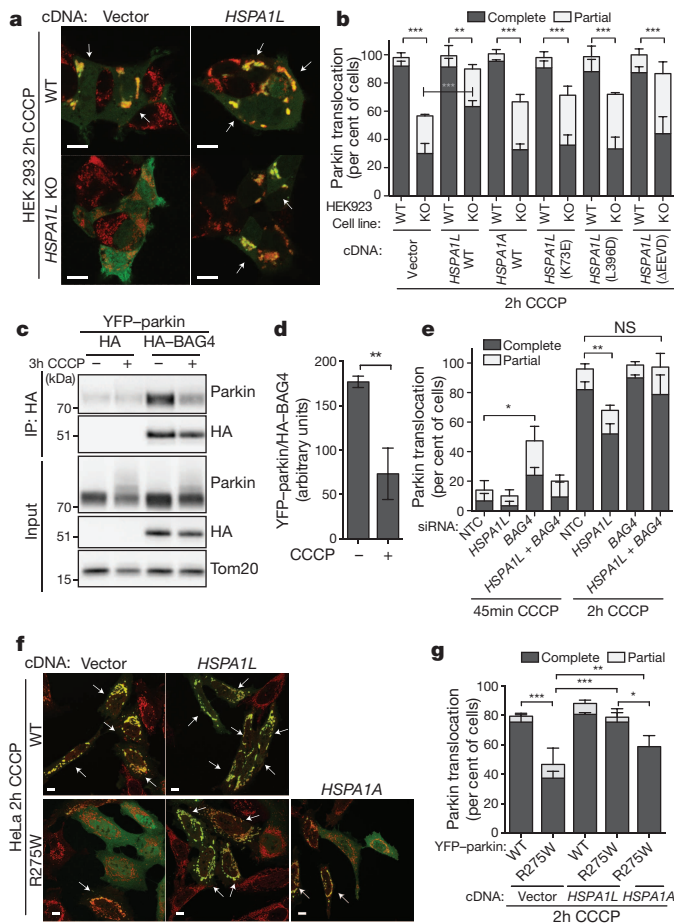 a
cDNA: Vector HSPA1L
HEK 293 2h CCCP
WT
HSPA1L KO
b
Complete Partial
Parkin translocation
(per cent of cells)
100
80
60
40
20
0
*** ** *** *** *** ***
***
HEK923
Cell line:
WT KO WT KO WT KO WT KO WT KO WT KO
cDNA:
Vector
HSPA1L WT
HSPA1A WT
HSPA1L (K73E)
HSPA1L (L396D)
HSPA1L (ΔEEVD)
2h CCCP
c
YFP–parkin
HA HA–BAG4
3h CCCP – + – +
(kDa)
IP: HA
70
Parkin
51
HA
Input
70
Parkin
51
HA
15
Tom20
d
YFP–parkin/HA–BAG4
(arbitrary units)
200
150
100
50
0
**
CCCP – +
e
Complete
Partial
NS
Parkin translocation
(per cent of cells)
100
80
60
40
20
0
* **
siRNA:
NTC
HSPA1L
BAG4
HSPA1L + BAG4
NTC
HSPA1L
BAG4
HSPA1L + BAG4
45min CCCP 2h CCCP
f
cDNA: Vector HSPA1L
HeLa 2h CCCP
WT
R275W
HSPA1A
g
Complete Partial
Parkin translocation
(per cent of cells)
100
80
60
40
20
0
**
***
*** *
YFP–parkin:
WT
R275W
WT
R275W
R275W
cDNA: Vector HSPA1L HSPA1A
2h CCCP